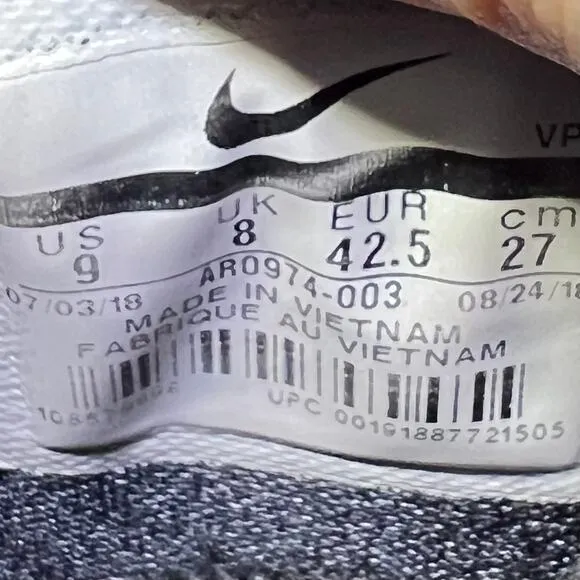 VP
US UK EUR cm
9 8 42.5 27
07/03/18 AR0974-003 08/24/18
MADE IN VIETNAM
FABRIQUE AU VIETNAM
UPC 00191887721505